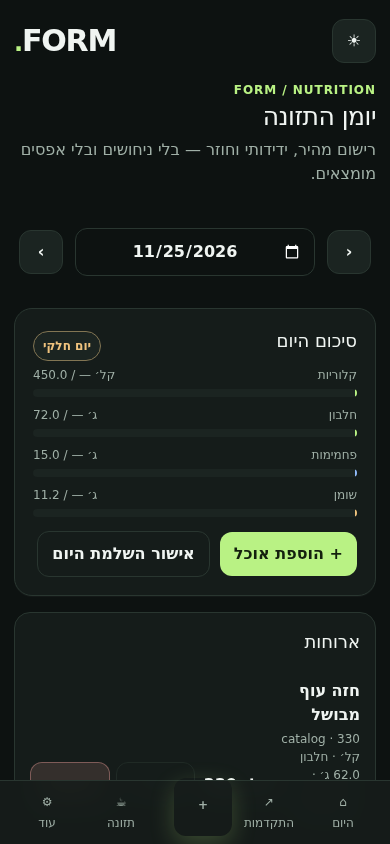 FORM.
FORM / NUTRITION
יומן התזונה
רישום מהיר, ידידותי וחוזר — בלי ניחושים ובלי אפסים
מומצאים.
11/25/2026
סיכום היום
יום חלקי
קלוריות
450.0 / — קל׳
חלבון
72.0 / — ג׳
פחמימות
15.0 / — ג׳
שומן
11.2 / — ג׳
+ הוספת אוכל
אישור השלמת היום
ארוחות
חזה עוף
מבושל
catalog · 330
קל׳ · חלבון
62.0 ג׳ ·
היום
התקדמות
+
תזונה
עוד